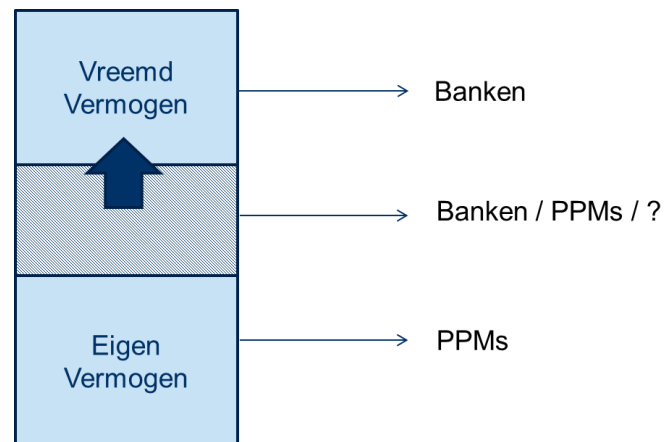 Vreemd
Vermogen
Banken
Banken / PPMs / ?
Eigen
Vermogen
PPMs